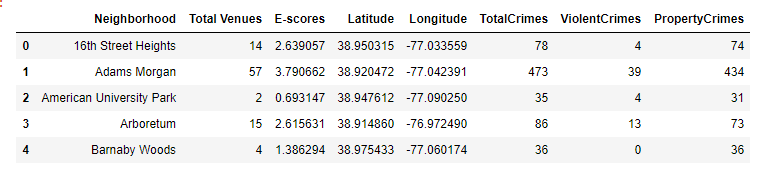 Neighborhood Total Venues E-scores Latitude Longitude TotalCrimes ViolentCrimes PropertyCrimes
0 16th Street Heights 14 2.639057 38.950315 -77.033559 78 4 74
1 Adams Morgan 57 3.790662 38.920472 -77.042391 473 39 434
2 American University Park 2 0.693147 38.947612 -77.090250 35 4 31
3 Arboretum 15 2.615631 38.914860 -76.972490 86 13 73
4 Barnaby Woods 4 1.386294 38.975433 -77.060174 36 0 36